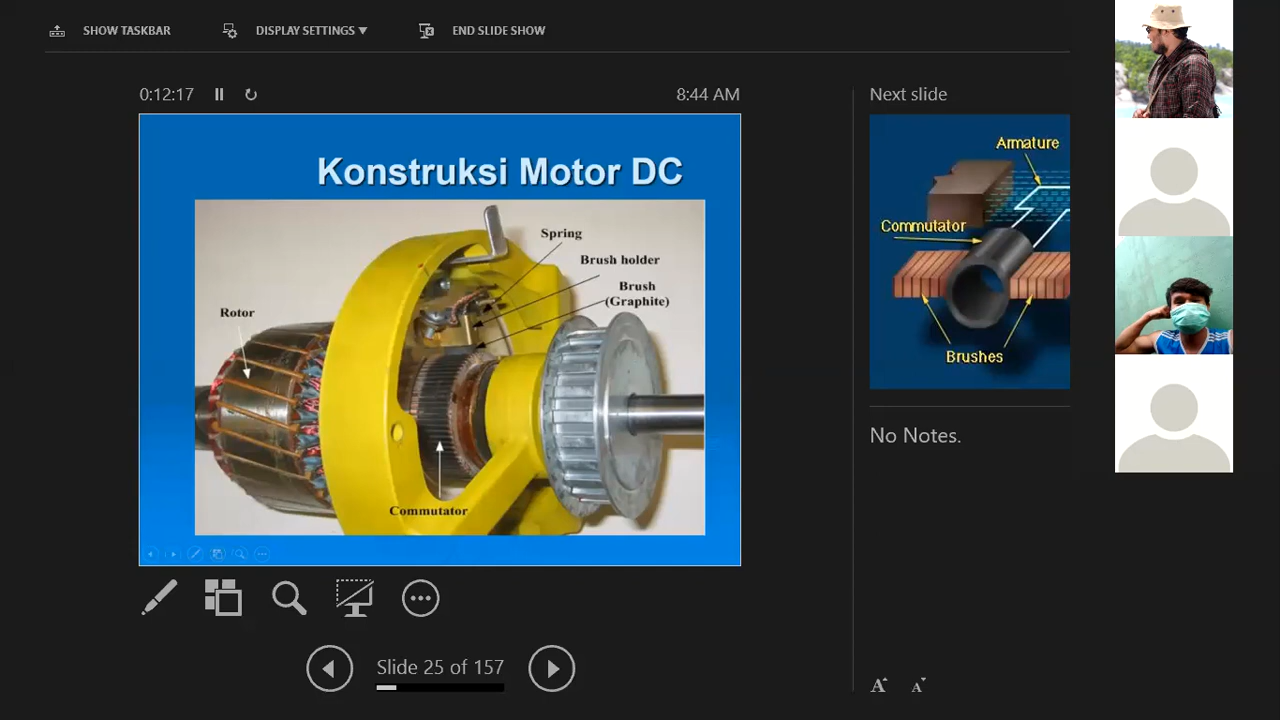 SHOW TASKBAR
DISPLAY SETTINGS ▼
END SLIDE SHOW
0:12:17
8:44 AM
Next slide
Konstruksi Motor DC
Spring
Brush holder
Brush
(Graphite)
Rotor
Commutator
Armature
Commutator
Brushes
No Notes.
Slide 25 of 157
A
A